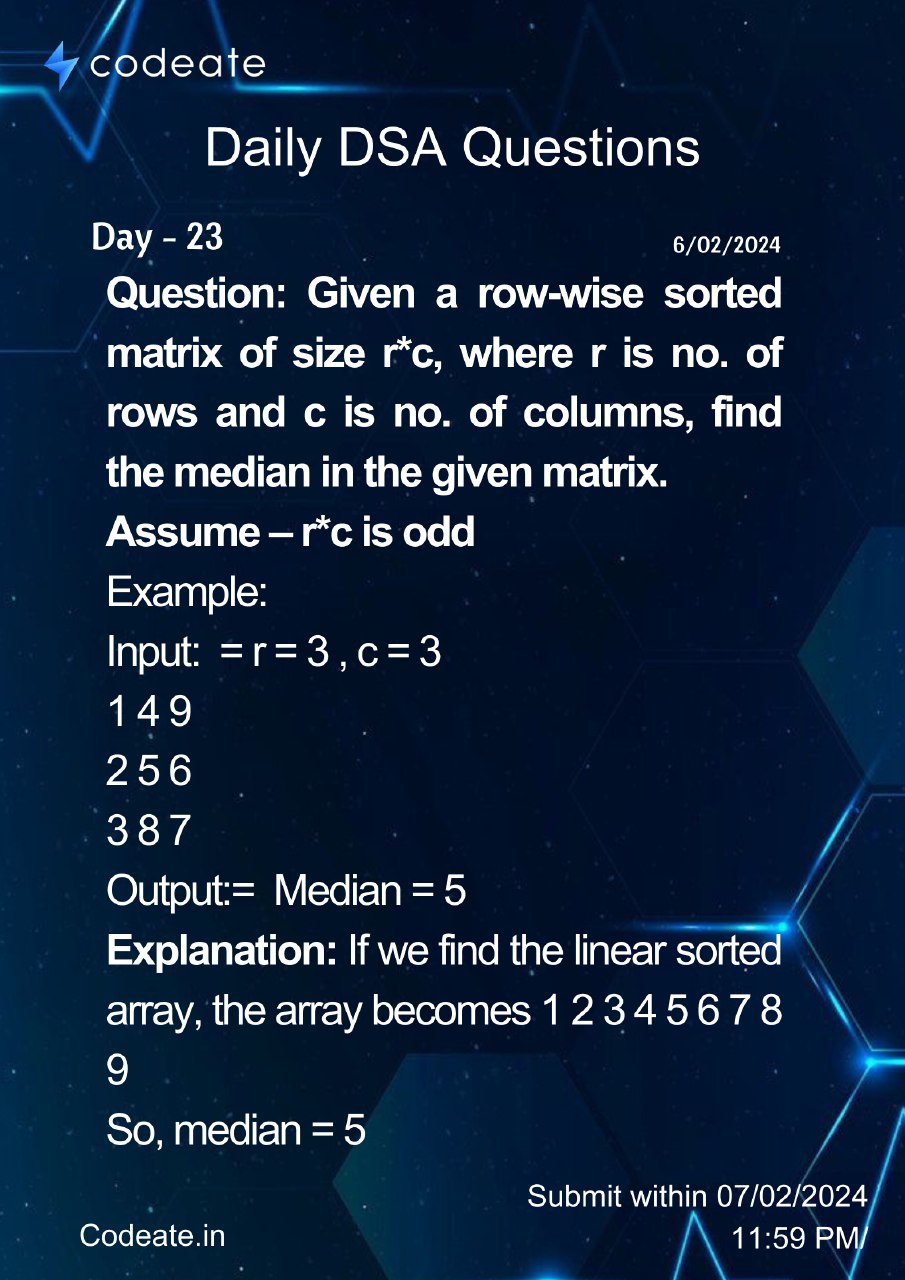 codeate
Daily DSA Questions
Day - 23
6/02/2024
Question: Given a row-wise sorted
matrix of size r*c, where r is no. of
rows and c is no. of columns, find
the median in the given matrix.
Assume – r*c is odd
Example:
Input: = r = 3 , c = 3
1 4 9
2 5 6
3 8 7
Output:= Median = 5
Explanation: If we find the linear sorted
array, the array becomes 1 2 3 4 5 6 7 8
9
So, median = 5
Submit within 07/02/2024
11:59 PM/
Codeate.in